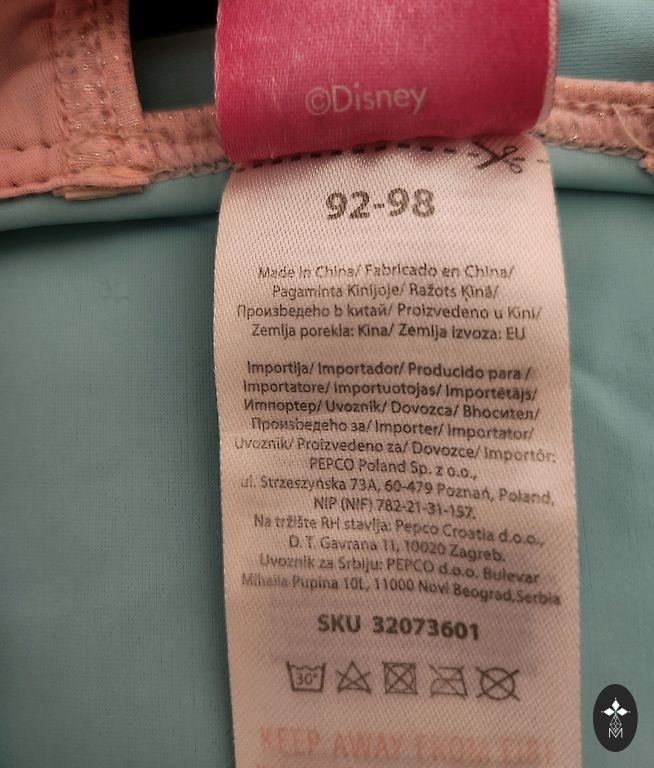 ©Disney
92-98
Made in China/ Fabricado en China/
Pagaminta Kinijoje/ Ražots Ķīnā/
Произведено в китай/ Proizvedeno u Kini/
Zemlja porekla: Kina/ Zemlja izvoza: EU
Importija/ Importador/ Producido para /
Importatore/ Importuotojas/ Importētājs/
Импортер/ Uvozník/ Dovozca/ Вносител/
Произведено за/ Importer/ Importator/
Uvoznik/ Proizvedeno za/ Dovozce/ Importőr:
PEPCO Poland Sp. z o.o.,
ul. Strzeszyńska 73A, 60-479 Poznań, Poland,
NIP (NIF) 782-21-31-157.
Na tržište RH stavlja: Pepco Croatia d.o.o.,
D. T. Gavrana 11, 10020 Zagreb.
Uvoznik za Srbiju: PEPCO d.o.o. Bulevar
Mihaila Pupina 10L, 11000 Novi Beograd,Serbia
SKU 32073601
30°
KEEP AWAY FROM FIRE
M